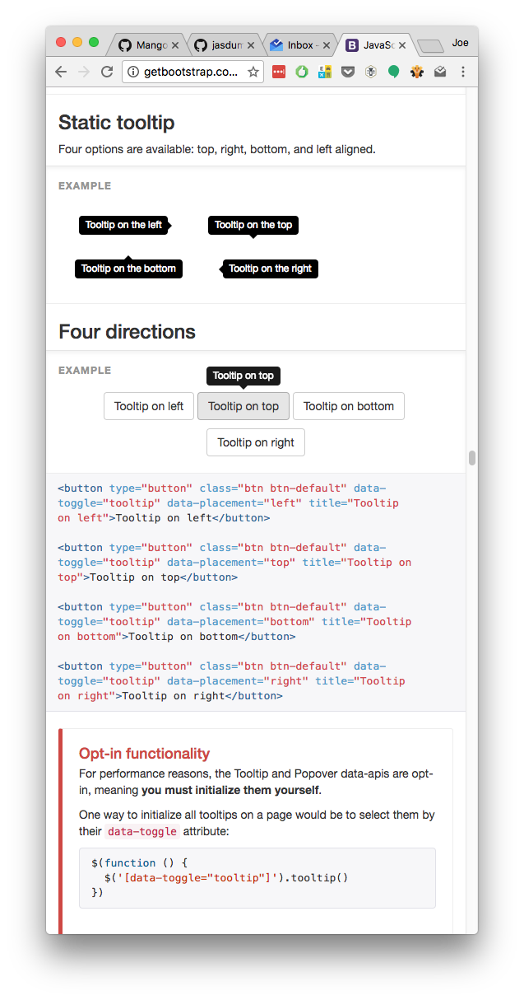 Mango
jasdum
Inbox -
JavaSc
Joe
getbootstrap.co...
Static tooltip
Four options are available: top, right, bottom, and left aligned.
EXAMPLE
Tooltip on the left
Tooltip on the top
Tooltip on the bottom
Tooltip on the right
Four directions
EXAMPLE
Tooltip on top
Tooltip on left
Tooltip on top
Tooltip on bottom
Tooltip on right
<button type="button" class="btn btn-default" data-
toggle="tooltip" data-placement="left" title="Tooltip
on left">Tooltip on left</button>
<button type="button" class="btn btn-default" data-
toggle="tooltip" data-placement="top" title="Tooltip on
top">Tooltip on top</button>
<button type="button" class="btn btn-default" data-
toggle="tooltip" data-placement="bottom" title="Tooltip
on bottom">Tooltip on bottom</button>
<button type="button" class="btn btn-default" data-
toggle="tooltip" data-placement="right" title="Tooltip
on right">Tooltip on right</button>
Opt-in functionality
For performance reasons, the Tooltip and Popover data-apis are opt-
in, meaning you must initialize them yourself.
One way to initialize all tooltips on a page would be to select them by
their data-toggle attribute:
$(function () {
  $('[data-toggle="tooltip"]').tooltip()
})